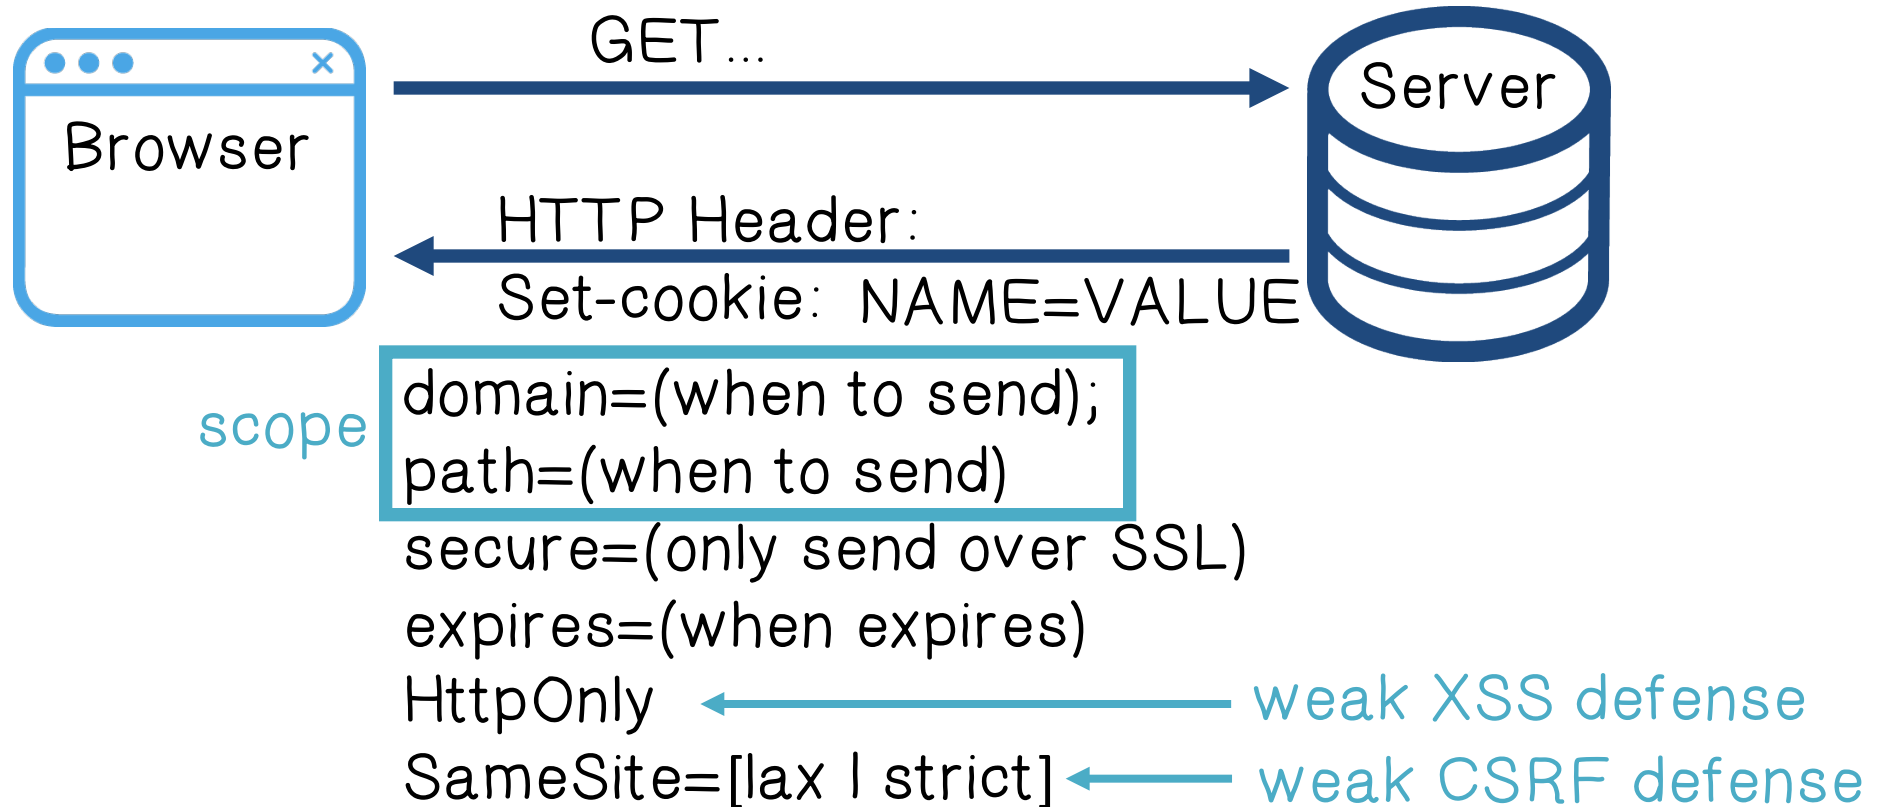 GET...
Browser
Server
HTTP Header:
Set-cookie: NAME=VALUE
scope
domain=(when to send);
path=(when to send)
secure=(only send over SSL)
expires=(when expires)
HttpOnly
weak XSS defense
SameSite=[lax | strict]
weak CSRF defense